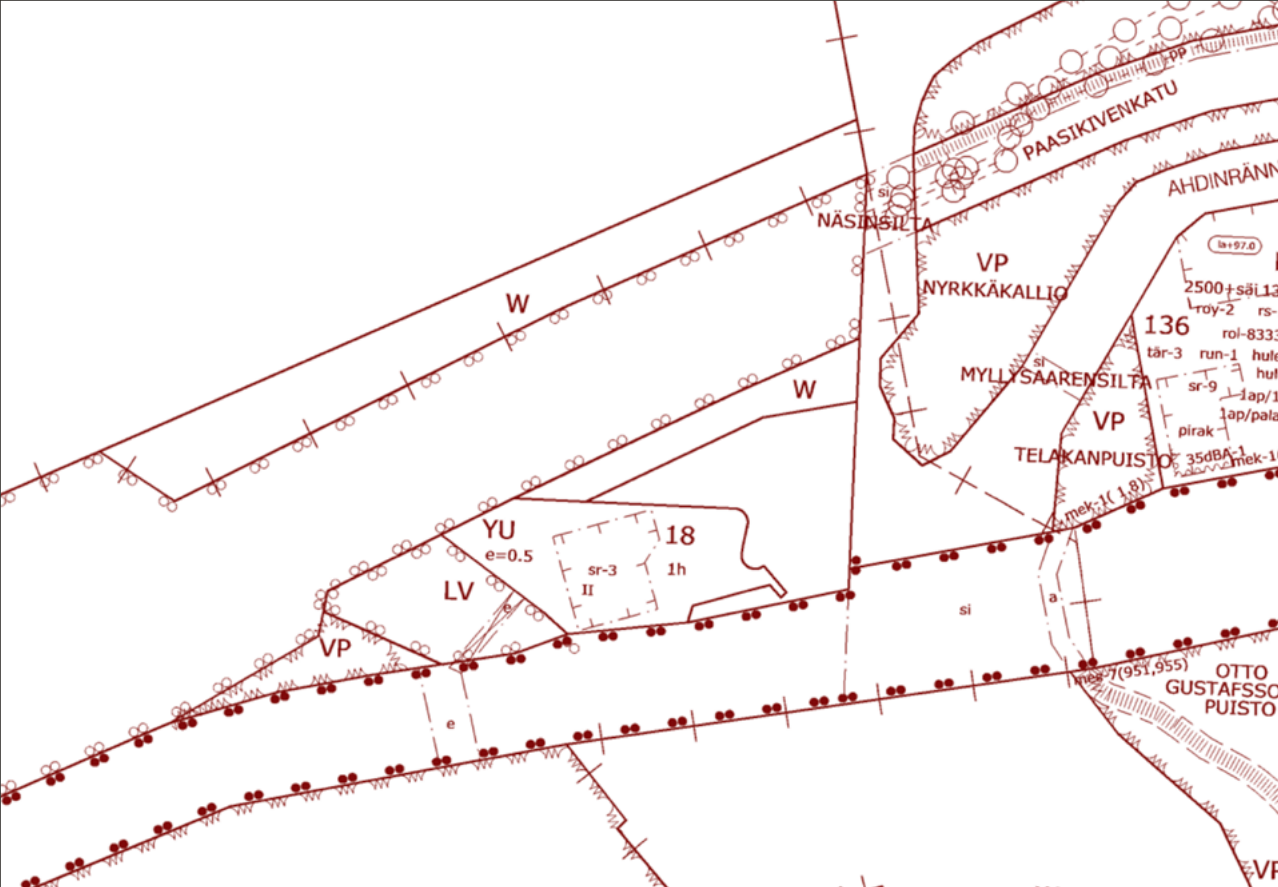 PP
PAASIKIVENKATU
AHDINRÄNN
si
NÄSINSILTA
la+97.0
VP
NYRKKÄKALLIO
2500+säi 13
roy-2 rs-
W
136
rol-8333
tär-3 run-1 hule
si
MYLLYSAARENSILTA
sr-9
1ap/1
W
VP
1ap/pala
pirak
TELAKANPUISTO
35dBA-1
mek-1
mek-1( 1,8)
YU
e=0.5
18
sr-3
1h
II
LV
e
a
si
VP
mek-7(951,955)
OTTO
GUSTAFSSO
PUISTO
e
VP